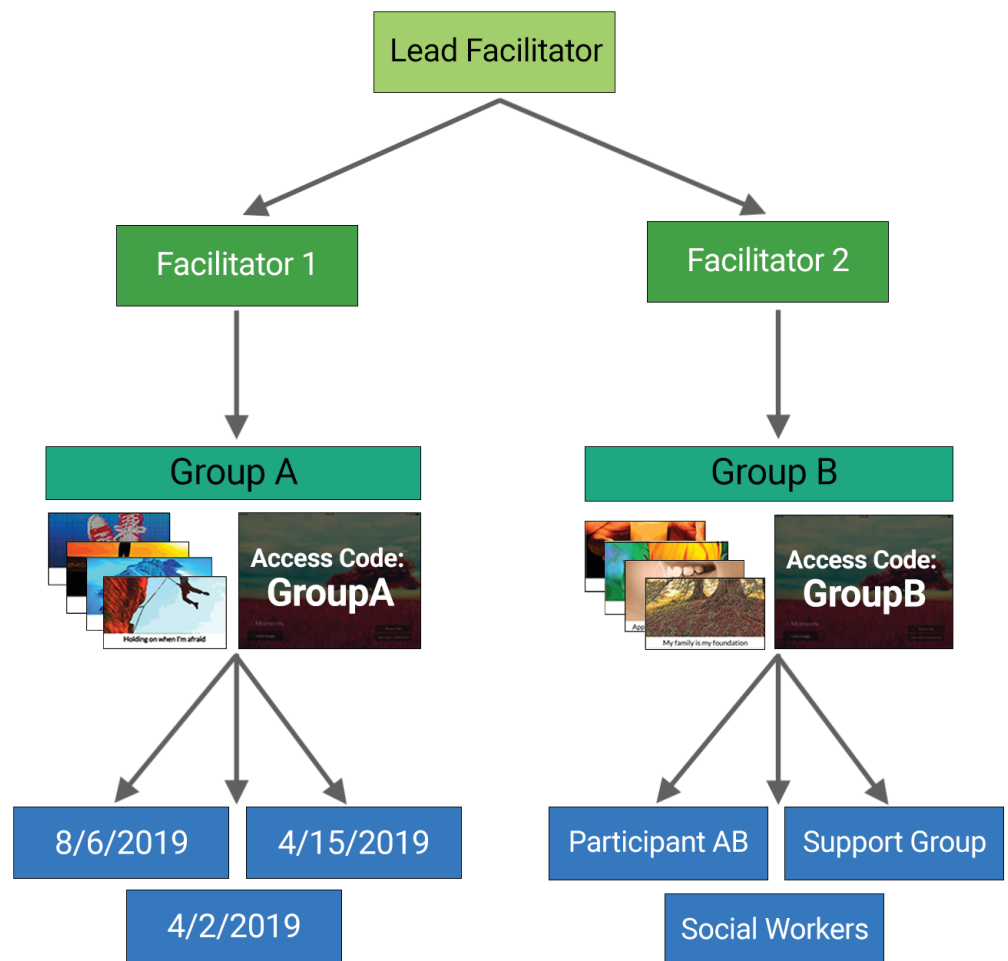 Lead Facilitator
Facilitator 1
Facilitator 2
Group A
Group B
Access Code:
GroupA
Holding on when I'm afraid
Access Code:
GroupB
My family is my foundation
8/6/2019
4/15/2019
4/2/2019
Participant AB
Support Group
Social Workers